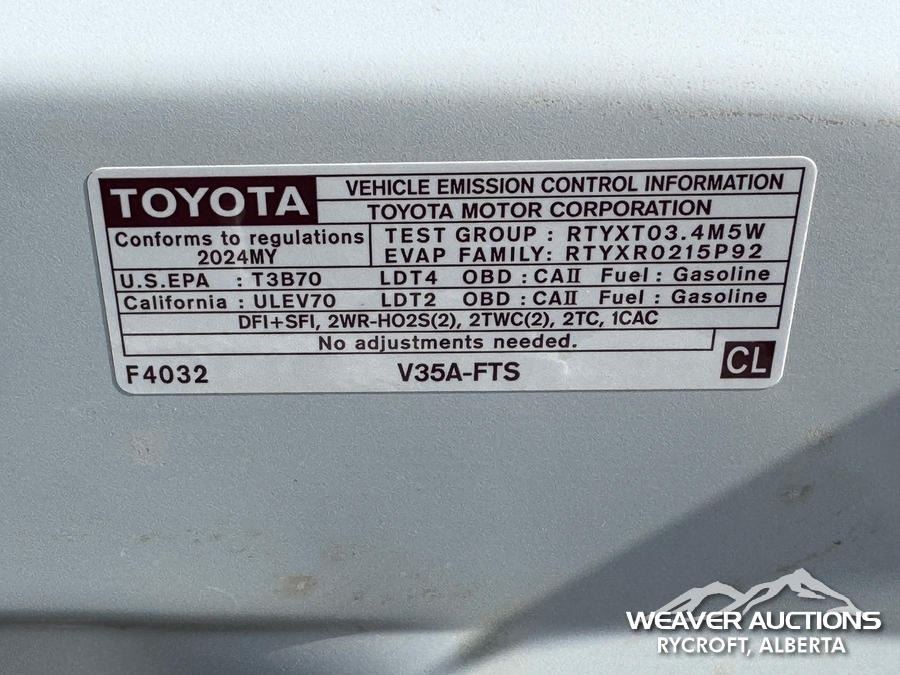 TOYOTA
VEHICLE EMISSION CONTROL INFORMATION
TOYOTA MOTOR CORPORATION
Conforms to regulations
2024MY
TEST GROUP : RTYXT03.4M5W
EVAP FAMILY: RTYXR0215P92
U.S.EPA : T3B70 LDT4 OBD : CAII Fuel : Gasoline
California : ULEV70 LDT2 OBD : CAII Fuel : Gasoline
DFI+SFI, 2WR-HO2S(2), 2TWC(2), 2TC, 1CAC
No adjustments needed.
F4032 V35A-FTS CL
WEAVER AUCTIONS
RYCROFT, ALBERTA